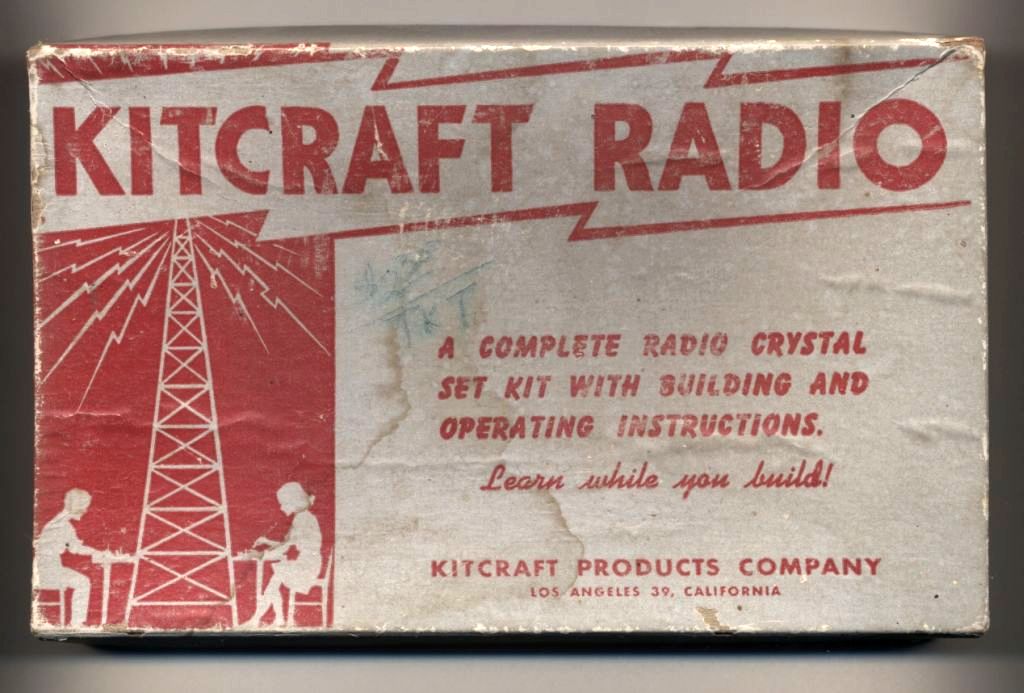 KITCRAFT RADIO
A COMPLETE RADIO CRYSTAL
SET KIT WITH BUILDING AND
OPERATING INSTRUCTIONS.
Learn while you build!
KITCRAFT PRODUCTS COMPANY
LOS ANGELES 39, CALIFORNIA